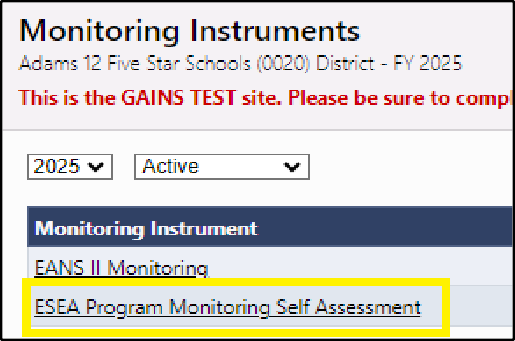 Monitoring Instruments
Adams 12 Five Star Schools (0020) District - FY 2025
This is the GAINS TEST site. Please be sure to compl
2025 Active
Monitoring Instrument
EANS II Monitoring
ESEA Program Monitoring Self Assessment